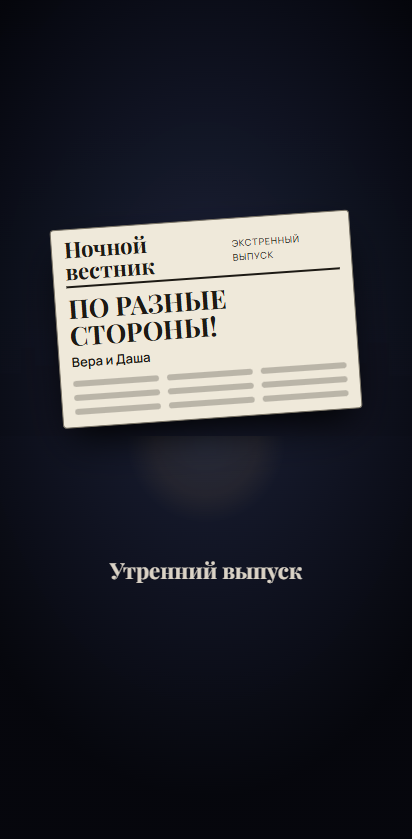 Ночной
вестник
ЭКСТРЕННЫЙ
ВЫПУСК
ПО РАЗНЫЕ
СТОРОНЫ!
Вера и Даша
Утренний выпуск